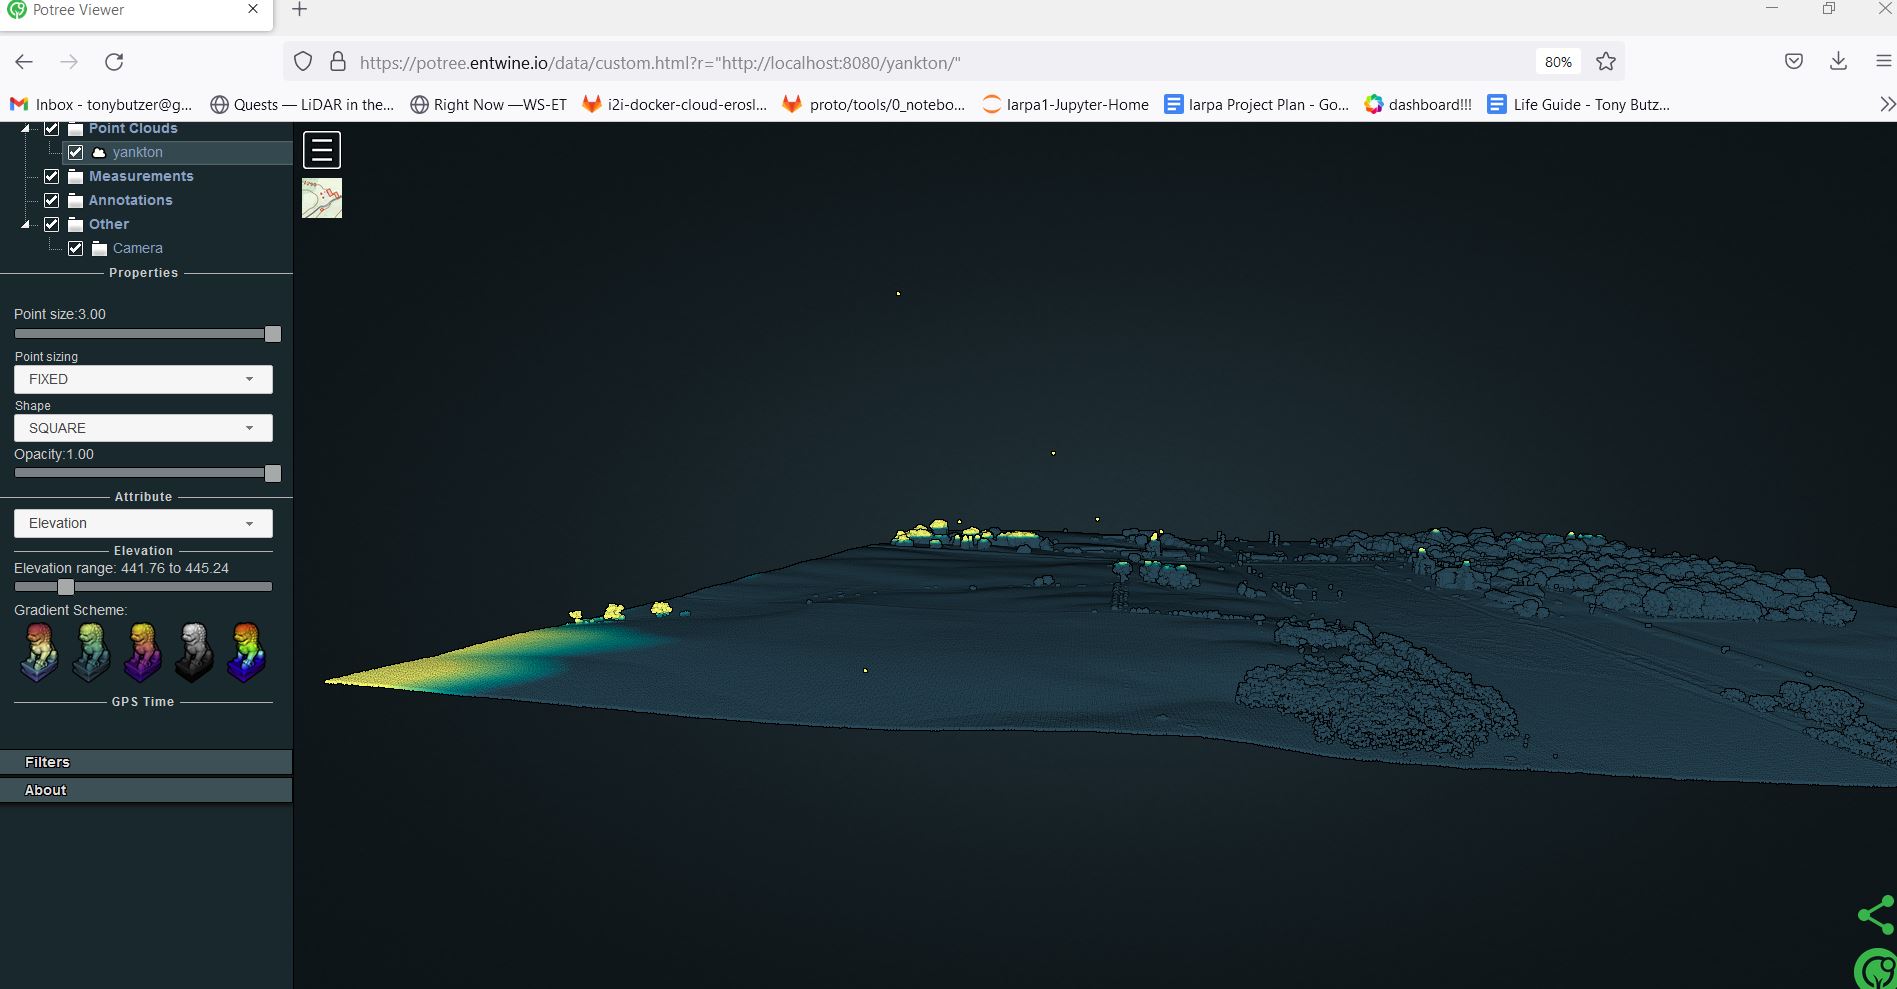 Potree Viewer
https://potree.entwine.io/data/custom.html?r="http://localhost:8080/yankton/"
80%
Inbox - tonybutzer@g...
Quests — LiDAR in the...
Right Now —WS-ET
i2i-docker-cloud-erosl...
proto/tools/0_notebo...
Iarpa1-Jupyter-Home
Iarpa Project Plan - Go...
dashboard!!!
Life Guide - Tony Butz...
Point Clouds
yankton
Measurements
Annotations
Other
Camera
Properties
Point size:3.00
Point sizing
FIXED
Shape
SQUARE
Opacity:1.00
Attribute
Elevation
Elevation
Elevation range: 441.76 to 445.24
Gradient Scheme:
GPS Time
Filters
About